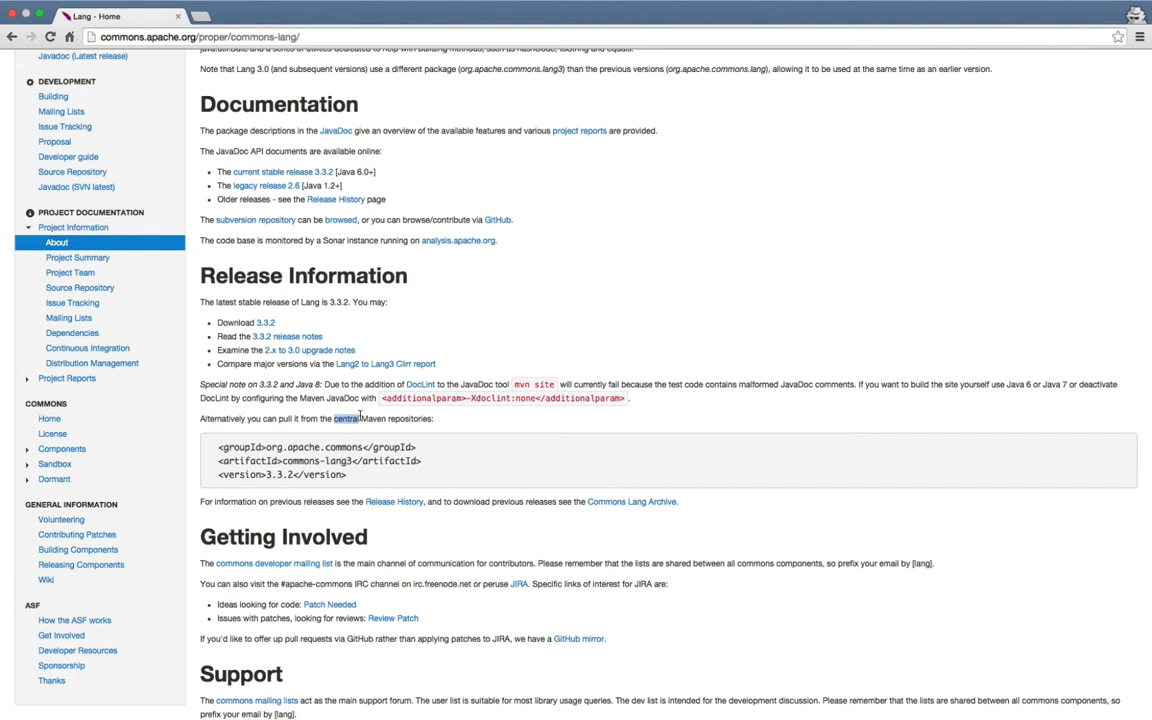 Lang - Home
commons.apache.org/proper/commons-lang/
Javadoc (Latest release)
DEVELOPMENT
Building
Mailing Lists
Issue Tracking
Proposal
Developer guide
Source Repository
Javadoc (SVN latest)
PROJECT DOCUMENTATION
Project Information
About
Project Summary
Project Team
Source Repository
Issue Tracking
Mailing Lists
Dependencies
Continuous Integration
Distribution Management
Project Reports
COMMONS
Home
License
Components
Sandbox
Dormant
GENERAL INFORMATION
Volunteering
Contributing Patches
Building Components
Releasing Components
Wiki
ASF
How the ASF works
Get Involved
Developer Resources
Sponsorship
Thanks
Note that Lang 3.0 (and subsequent versions) use a different package (org.apache.commons.lang3) than the previous versions (org.apache.commons.lang), allowing it to be used at the same time as an earlier version.
Documentation
The package descriptions in the JavaDoc give an overview of the available features and various project reports are provided.
The JavaDoc API documents are available online:
The current stable release 3.3.2 [Java 6.0+]
The legacy release 2.6 [Java 1.2+]
Older releases - see the Release History page
The subversion repository can be browsed, or you can browse/contribute via GitHub.
The code base is monitored by a Sonar instance running on analysis.apache.org.
Release Information
The latest stable release of Lang is 3.3.2. You may:
Download 3.3.2
Read the 3.3.2 release notes
Examine the 2.x to 3.0 upgrade notes
Compare major versions via the Lang2 to Lang3 Clirr report
Special note on 3.3.2 and Java 8: Due to the addition of DocLint to the JavaDoc tool mvn site will currently fail because the test code contains malformed JavaDoc comments. If you want to build the site yourself use Java 6 or Java 7 or deactivate
DocLint by configuring the Maven JavaDoc with <additionalparam>-Xdoclint:none</additionalparam> .
Alternatively you can pull it from the central Maven repositories:
<groupId>org.apache.commons</groupId>
<artifactId>commons-lang3</artifactId>
<version>3.3.2</version>
For information on previous releases see the Release History, and to download previous releases see the Commons Lang Archive.
Getting Involved
The commons developer mailing list is the main channel of communication for contributors. Please remember that the lists are shared between all commons components, so prefix your email by [lang].
You can also visit the #apache-commons IRC channel on irc.freenode.net or peruse JIRA. Specific links of interest for JIRA are:
Ideas looking for code: Patch Needed
Issues with patches, looking for reviews: Review Patch
If you'd like to offer up pull requests via GitHub rather than applying patches to JIRA, we have a GitHub mirror.
Support
The commons mailing lists act as the main support forum. The user list is suitable for most library usage queries. The dev list is intended for the development discussion. Please remember that the lists are shared between all commons components, so
prefix your email by [lang].